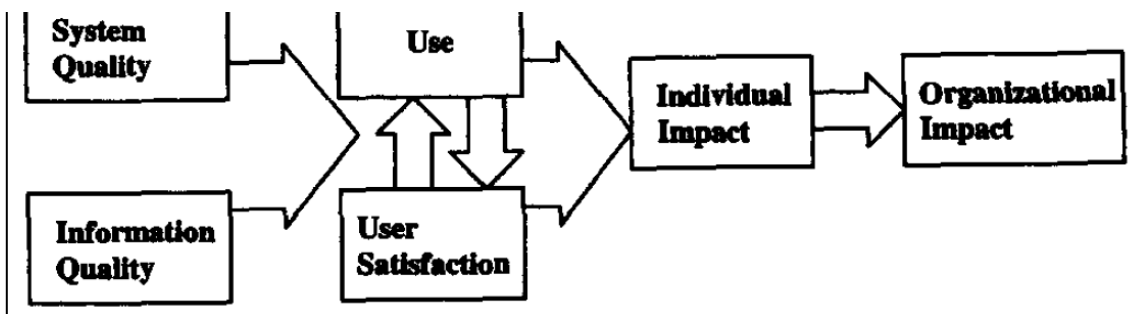 System
Quality
Use
Individual
Impact
Organizational
Impact
Information
Quality
User
Satisfaction